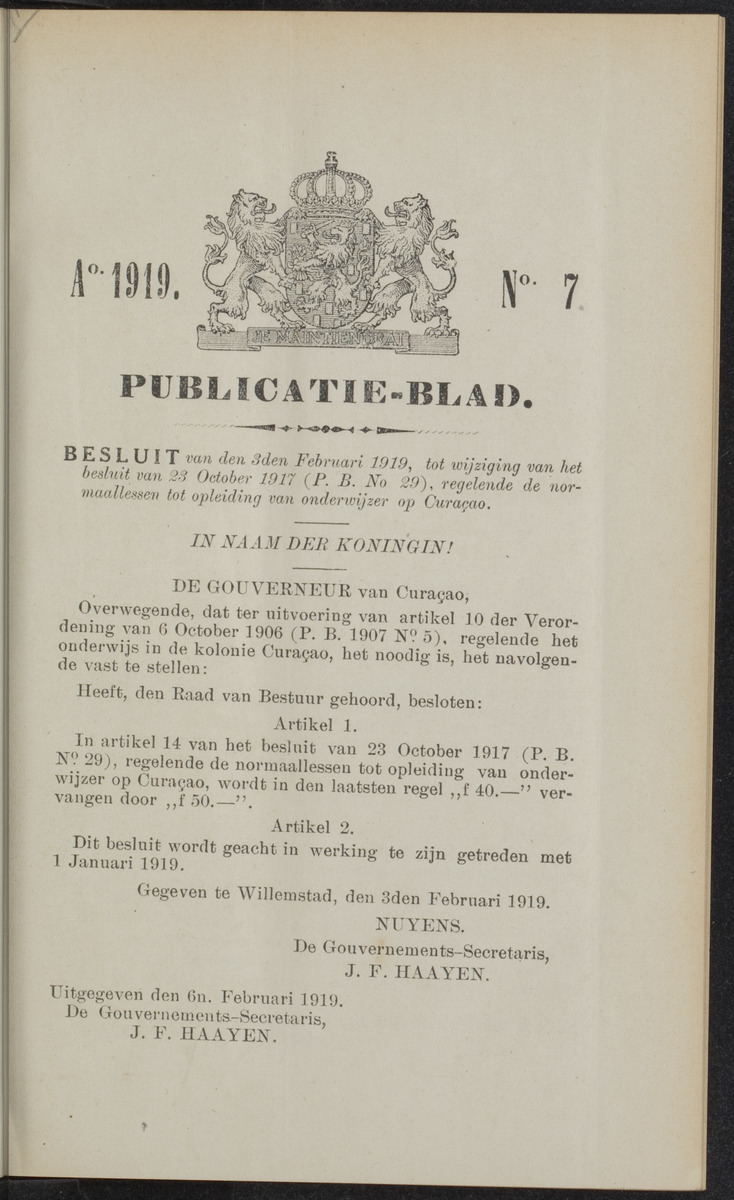 Aº. 1919.
Nº. 7.
JE MAINTIENDRAI
PUBLICATIE-BLAD.
BESLUIT van den 3den Februari 1919, tot wijziging van het
besluit van 23 October 1917 (P. B. No 29), regelende de nor-
maallessen tot opleiding van onderwijzer op Curaçao.
IN NAAM DER KONINGIN!
DE GOUVERNEUR van Curaçao,
Overwegende, dat ter uitvoering van artikel 10 der Veror-
dening van 6 October 1906 (P. B. 1907 Nº 5), regelende het
onderwijs in de kolonie Curaçao, het noodig is, het navolgen-
de vast te stellen:
Heeft, den Raad van Bestuur gehoord, besloten:
Artikel 1.
In artikel 14 van het besluit van 23 October 1917 (P. B.
Nº 29), regelende de normaallessen tot opleiding van onder-
wijzer op Curaçao, wordt in den laatsten regel ,,f 40.—” ver-
vangen door ,,f 50.—”.
Artikel 2.
Dit besluit wordt geacht in werking te zijn getreden met
1 Januari 1919.
Gegeven te Willemstad, den 3den Februari 1919.
NUYENS.
De Gouvernements-Secretaris,
J. F. HAAYEN.
Uitgegeven den 6n. Februari 1919.
De Gouvernements-Secretaris,
J. F. HAAYEN.